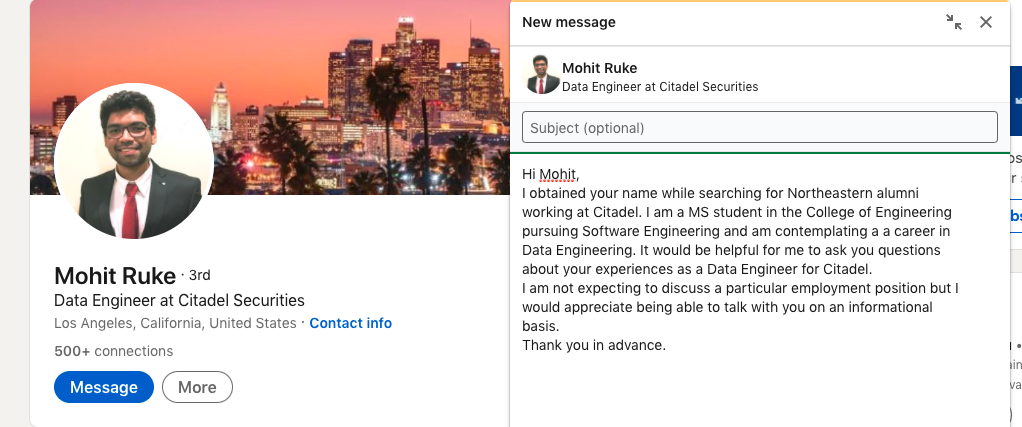 New message
Mohit Ruke
Data Engineer at Citadel Securities
Subject (optional)
Hi Mohit,
I obtained your name while searching for Northeastern alumni
working at Citadel. I am a MS student in the College of Engineering
pursuing Software Engineering and am contemplating a a career in
Data Engineering. It would be helpful for me to ask you questions
about your experiences as a Data Engineer for Citadel.
I am not expecting to discuss a particular employment position but I
would appreciate being able to talk with you on an informational
basis.
Thank you in advance.
Mohit Ruke · 3rd
Data Engineer at Citadel Securities
Los Angeles, California, United States · Contact info
500+ connections
Message
More